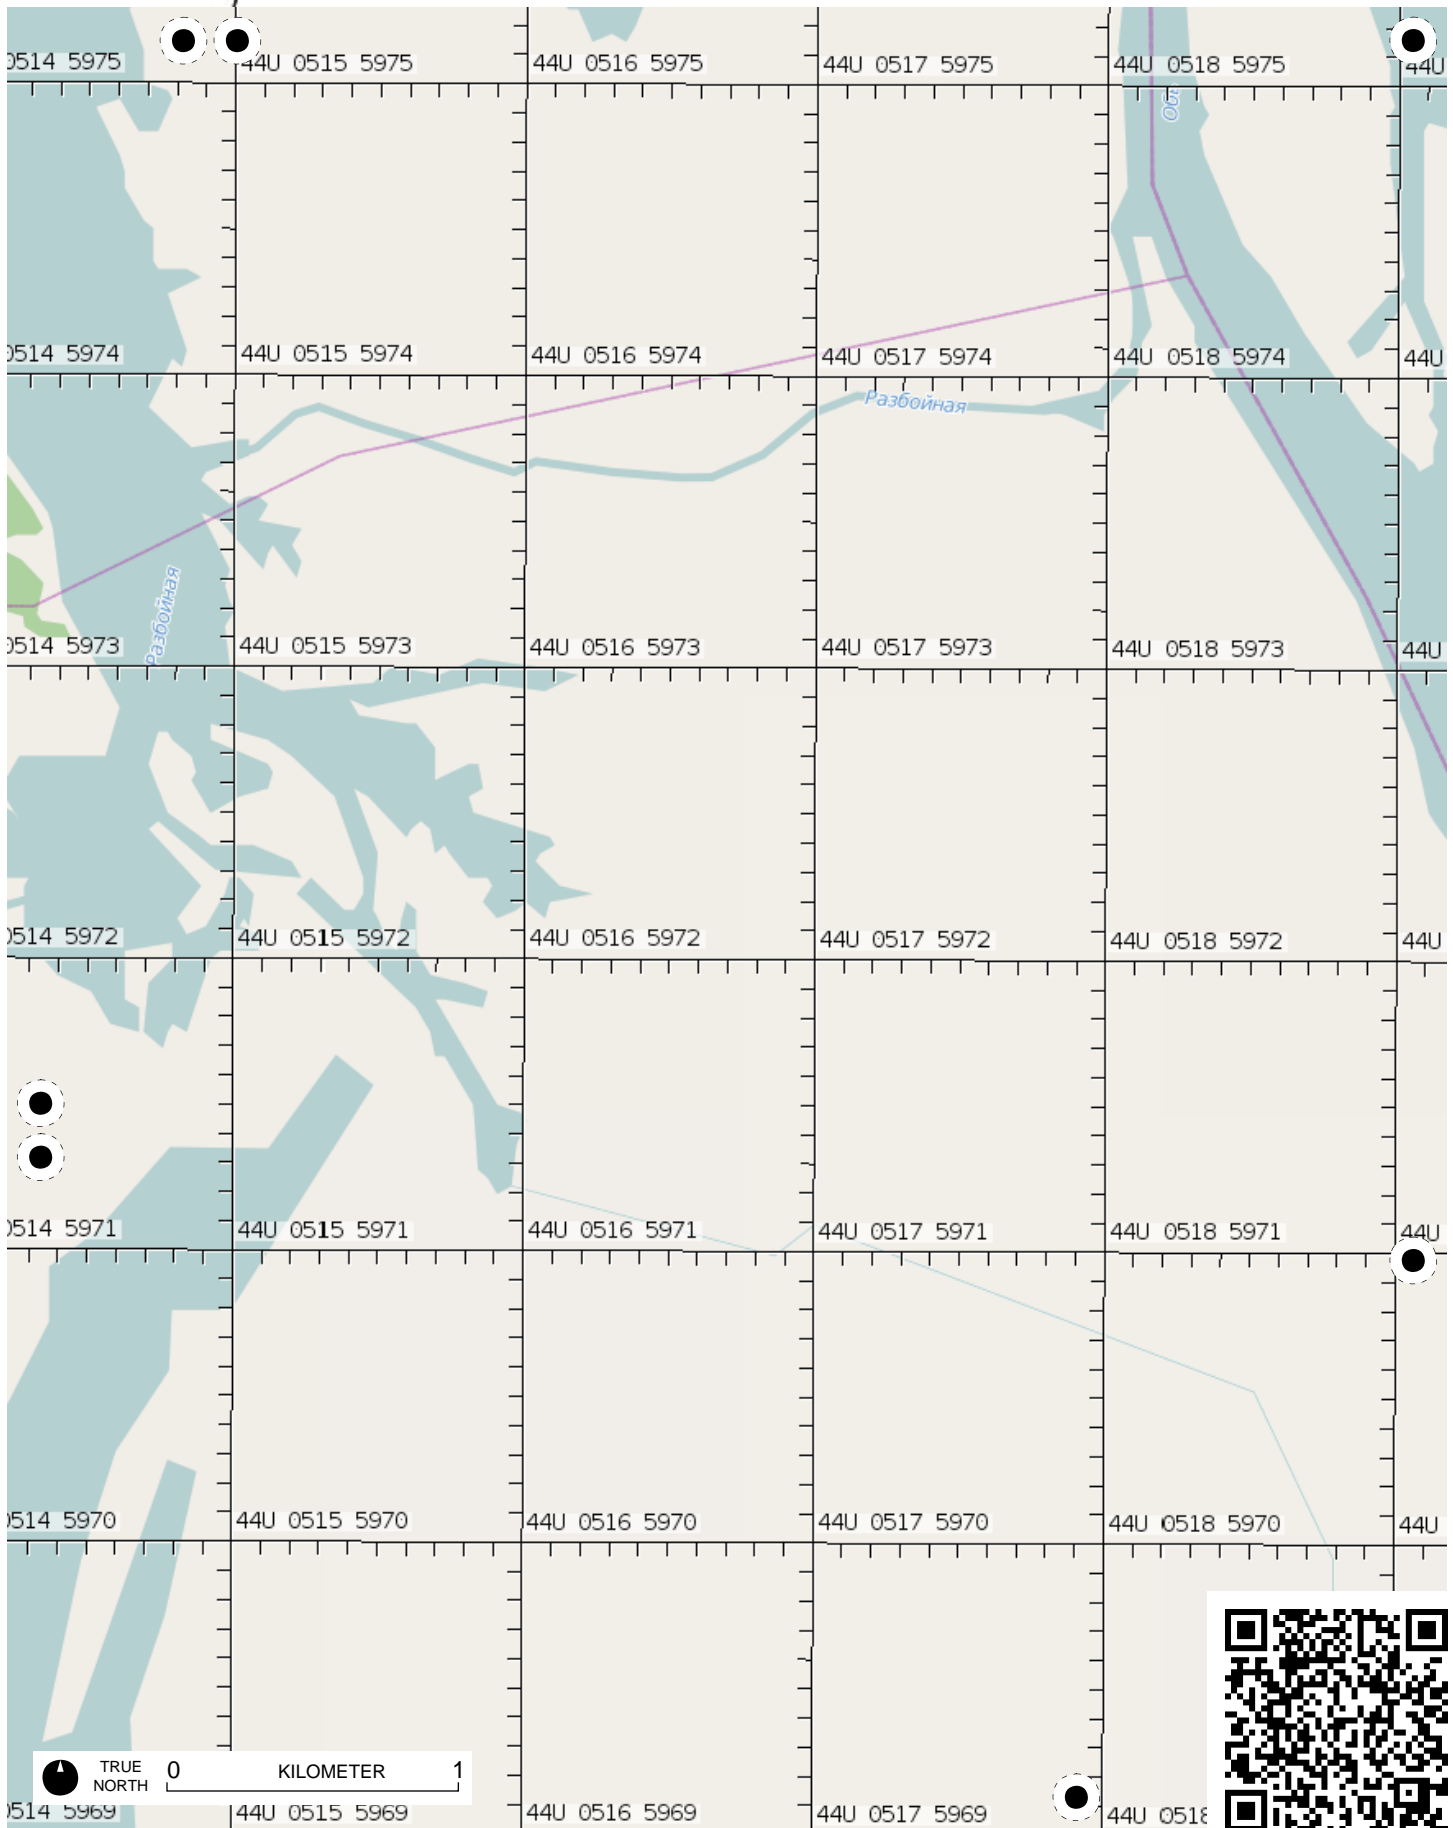 0514 5975
44U 0515 5975
44U 0516 5975
44U 0517 5975
44U 0518 5975
44U
Обь
0514 5974
44U 0515 5974
44U 0516 5974
44U 0517 5974
44U 0518 5974
44U
Разбойная
Разбойная
0514 5973
44U 0515 5973
44U 0516 5973
44U 0517 5973
44U 0518 5973
44U
0514 5972
44U 0515 5972
44U 0516 5972
44U 0517 5972
44U 0518 5972
44U
0514 5971
44U 0515 5971
44U 0516 5971
44U 0517 5971
44U 0518 5971
44U
0514 5970
44U 0515 5970
44U 0516 5970
44U 0517 5970
44U 0518 5970
44U
TRUE NORTH
0 KILOMETER 1
0514 5969
44U 0515 5969
44U 0516 5969
44U 0517 5969
44U 0518